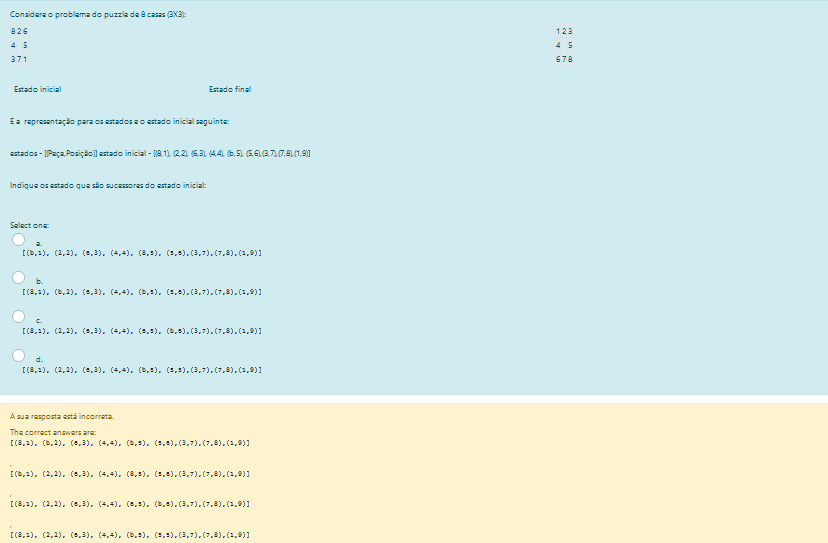 Considere o problema do puzzle de 8 casas (3X3):
8 2 6 1 2 3
4 5 4 5
3 7 1 6 7 8
Estado inicial Estado final
E a representação para os estados e o estado inicial seguinte:
estados - [(Peça,Posição)] estado inicial - [(8,1), (2,2), (6,3), (4,4), (b,5), (5,6),(3,7),(7,8),(1,9)]
Indique os estado que são sucessores do estado inicial:
Select one:
a.
[(b,1), (2,2), (6,3), (4,4), (8,5), (5,6),(3,7),(7,8),(1,9)]
b.
[(8,1), (b,2), (6,3), (4,4), (b,5), (5,6),(3,7),(7,8),(1,9)]
c.
[(8,1), (2,2), (6,3), (4,4), (6,5), (b,6),(3,7),(7,8),(1,9)]
d.
[(8,1), (2,2), (6,3), (4,4), (b,5), (5,5),(3,7),(7,8),(1,9)]
A sua resposta está incorreta.
The correct answers are:
[(8,1), (b,2), (6,3), (4,4), (b,5), (5,6),(3,7),(7,8),(1,9)]
,
[(b,1), (2,2), (6,3), (4,4), (8,5), (5,6),(3,7),(7,8),(1,9)]
,
[(8,1), (2,2), (6,3), (4,4), (6,5), (b,6),(3,7),(7,8),(1,9)]
,
[(8,1), (2,2), (6,3), (4,4), (b,5), (5,5),(3,7),(7,8),(1,9)]